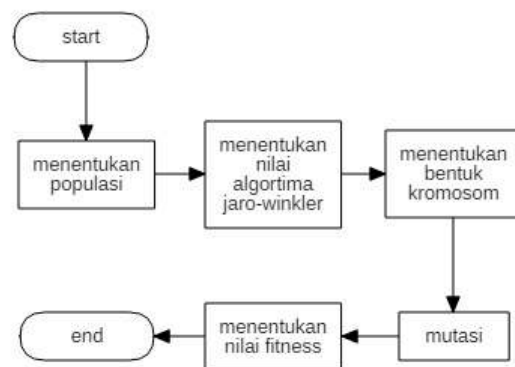 start
menentukan
populasi
menentukan
nilai
algortima
jaro-winkler
menentukan
bentuk
kromosom
mutasi
menentukan
nilai fitness
end